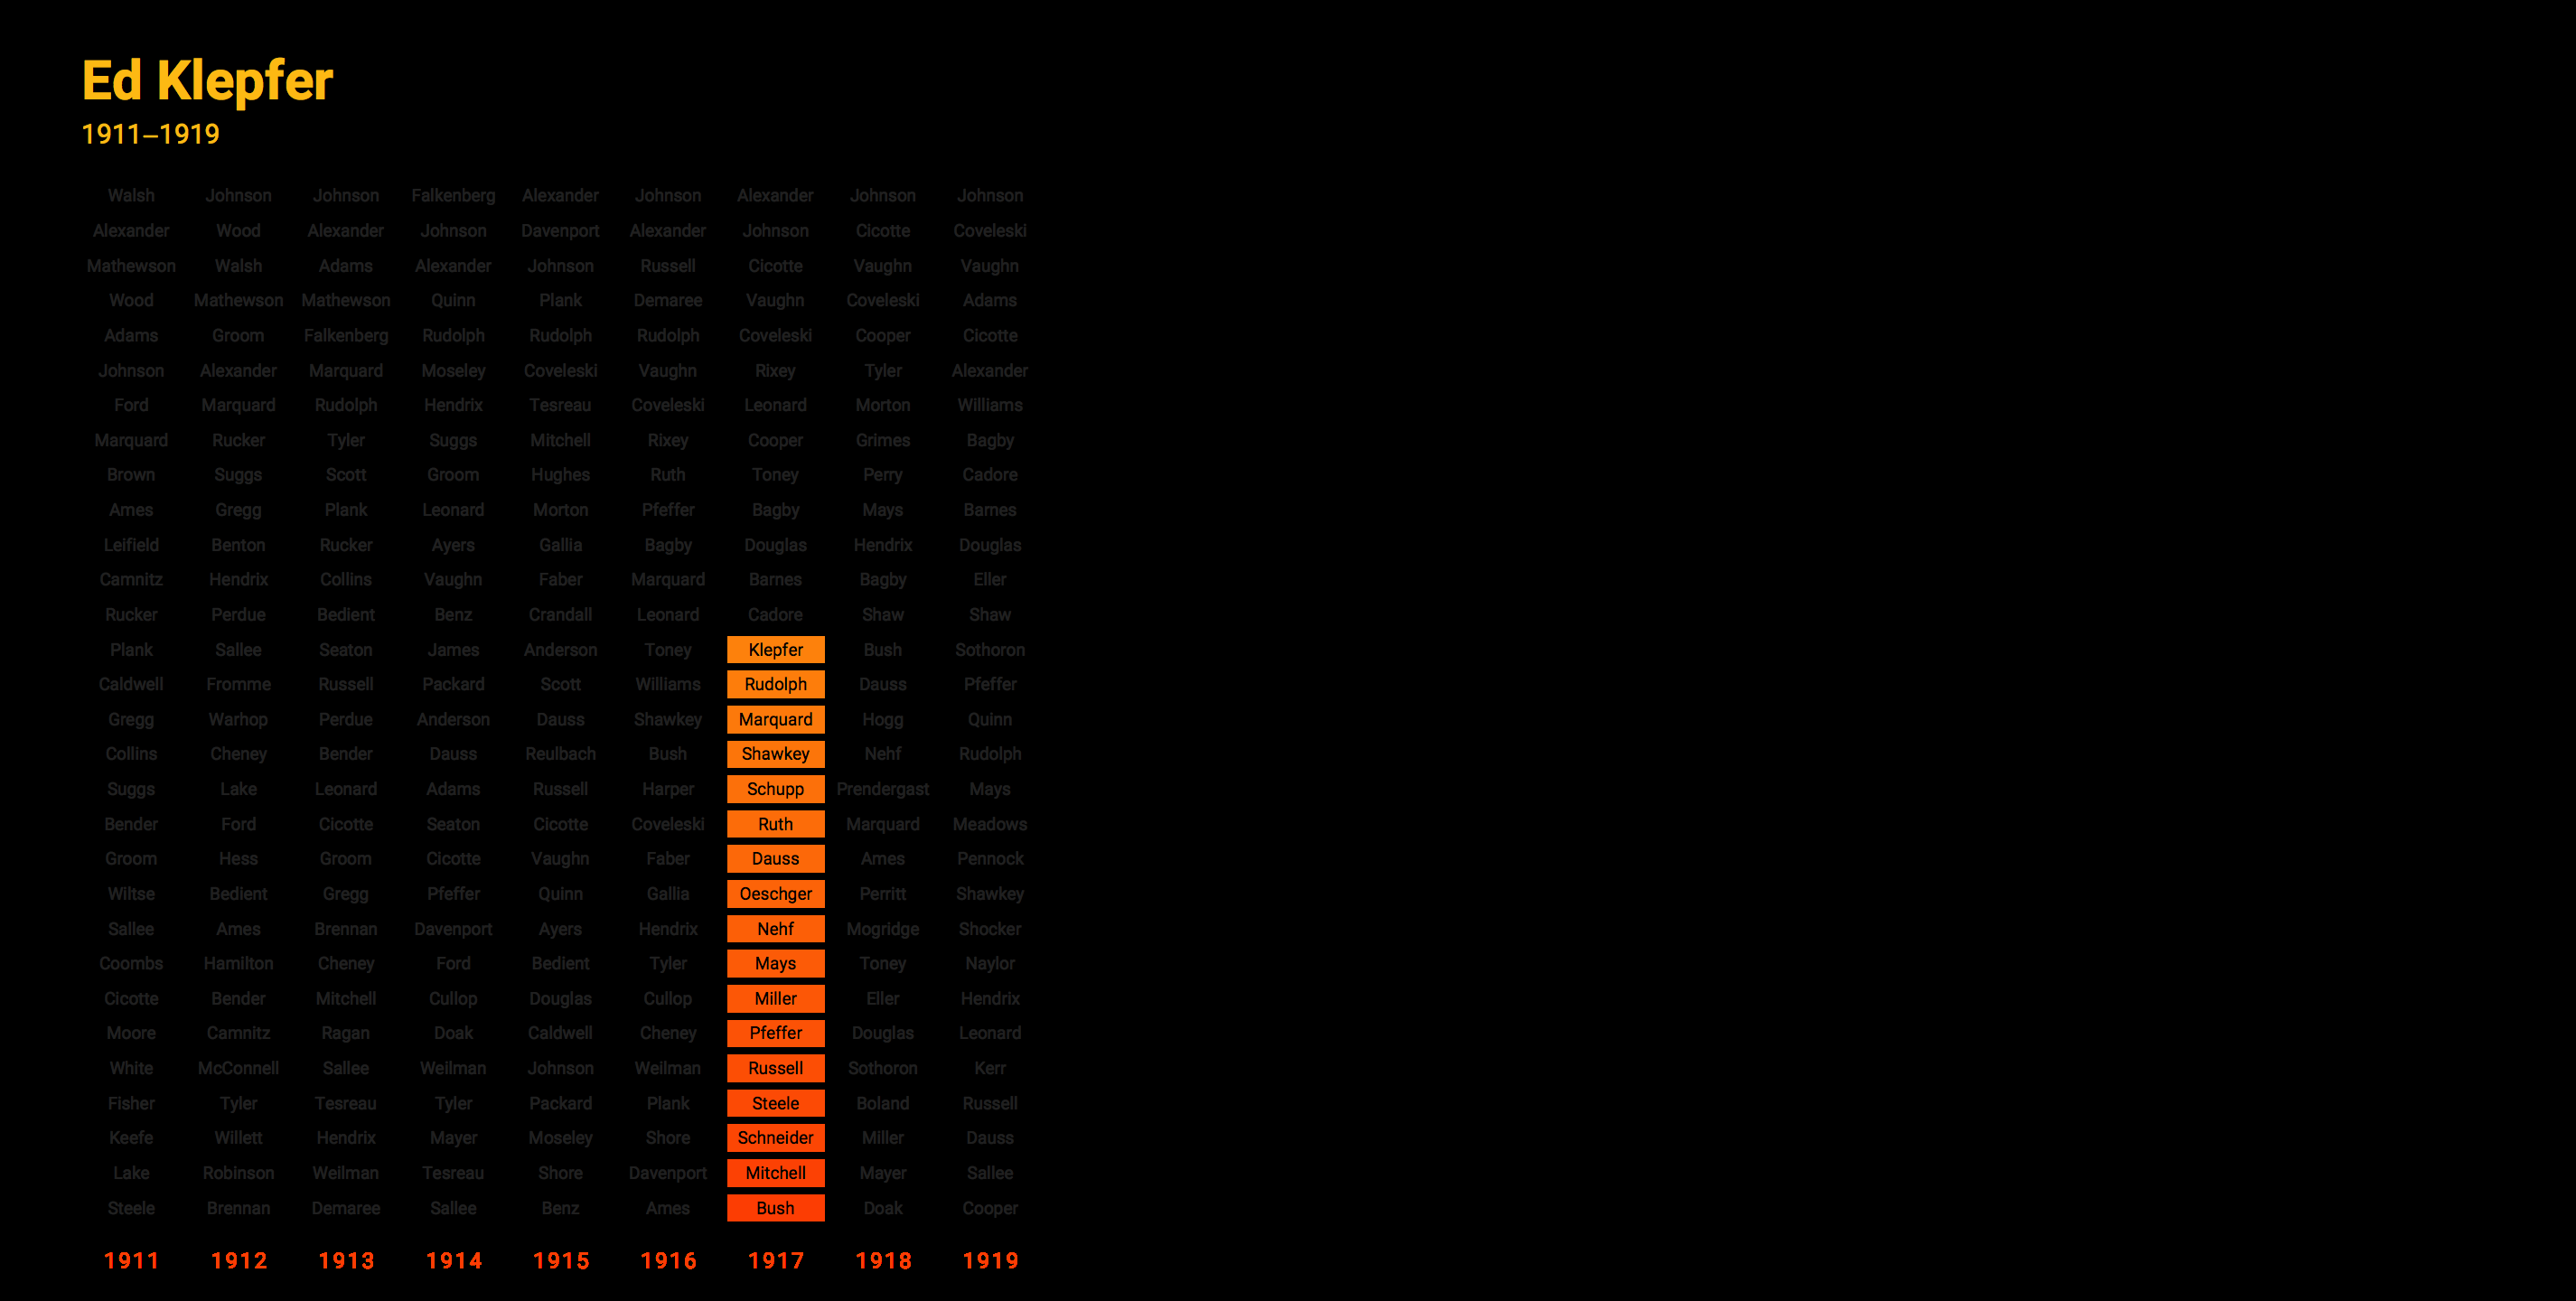 Ed Klepfer
1911–1919
Walsh Johnson Johnson Falkenberg Alexander Johnson Alexander Johnson Johnson
Alexander Wood Alexander Johnson Davenport Alexander Johnson Cicotte Coveleski
Mathewson Walsh Adams Alexander Johnson Russell Cicotte Vaughn Vaughn
Wood Mathewson Mathewson Quinn Plank Demaree Vaughn Coveleski Adams
Adams Groom Falkenberg Rudolph Rudolph Rudolph Coveleski Cooper Cicotte
Johnson Alexander Marquard Moseley Coveleski Vaughn Rixey Tyler Alexander
Ford Marquard Rudolph Hendrix Tesreau Coveleski Leonard Morton Williams
Marquard Rucker Tyler Suggs Mitchell Rixey Cooper Grimes Bagby
Brown Suggs Scott Groom Hughes Ruth Toney Perry Cadore
Ames Gregg Plank Leonard Morton Pfeffer Bagby Mays Barnes
Leifield Benton Rucker Ayers Gallia Bagby Douglas Hendrix Douglas
Camnitz Hendrix Collins Vaughn Faber Marquard Barnes Bagby Eller
Rucker Perdue Bedient Benz Crandall Leonard Cadore Shaw Shaw
Plank Sallee Seaton James Anderson Toney Klepfer Bush Sothoron
Caldwell Fromme Russell Packard Scott Williams Rudolph Dauss Pfeffer
Gregg Warhop Perdue Anderson Dauss Shawkey Marquard Hogg Quinn
Collins Cheney Bender Dauss Reulbach Bush Shawkey Nehf Rudolph
Suggs Lake Leonard Adams Russell Harper Schupp Prendergast Mays
Bender Ford Cicotte Seaton Cicotte Coveleski Ruth Marquard Meadows
Groom Hess Groom Cicotte Vaughn Faber Dauss Ames Pennock
Wiltse Bedient Gregg Pfeffer Quinn Gallia Oeschger Perritt Shawkey
Sallee Ames Brennan Davenport Ayers Hendrix Nehf Mogridge Shocker
Coombs Hamilton Cheney Ford Bedient Tyler Mays Toney Naylor
Cicotte Bender Mitchell Cullop Douglas Cullop Miller Eller Hendrix
Moore Camnitz Ragan Doak Caldwell Cheney Pfeffer Douglas Leonard
White McConnell Sallee Weilman Johnson Weilman Russell Sothoron Kerr
Fisher Tyler Tesreau Tyler Packard Plank Steele Boland Russell
Keefe Willett Hendrix Mayer Moseley Shore Schneider Miller Dauss
Lake Robinson Weilman Tesreau Shore Davenport Mitchell Mayer Sallee
Steele Brennan Demaree Sallee Benz Ames Bush Doak Cooper
1911 1912 1913 1914 1915 1916 1917 1918 1919